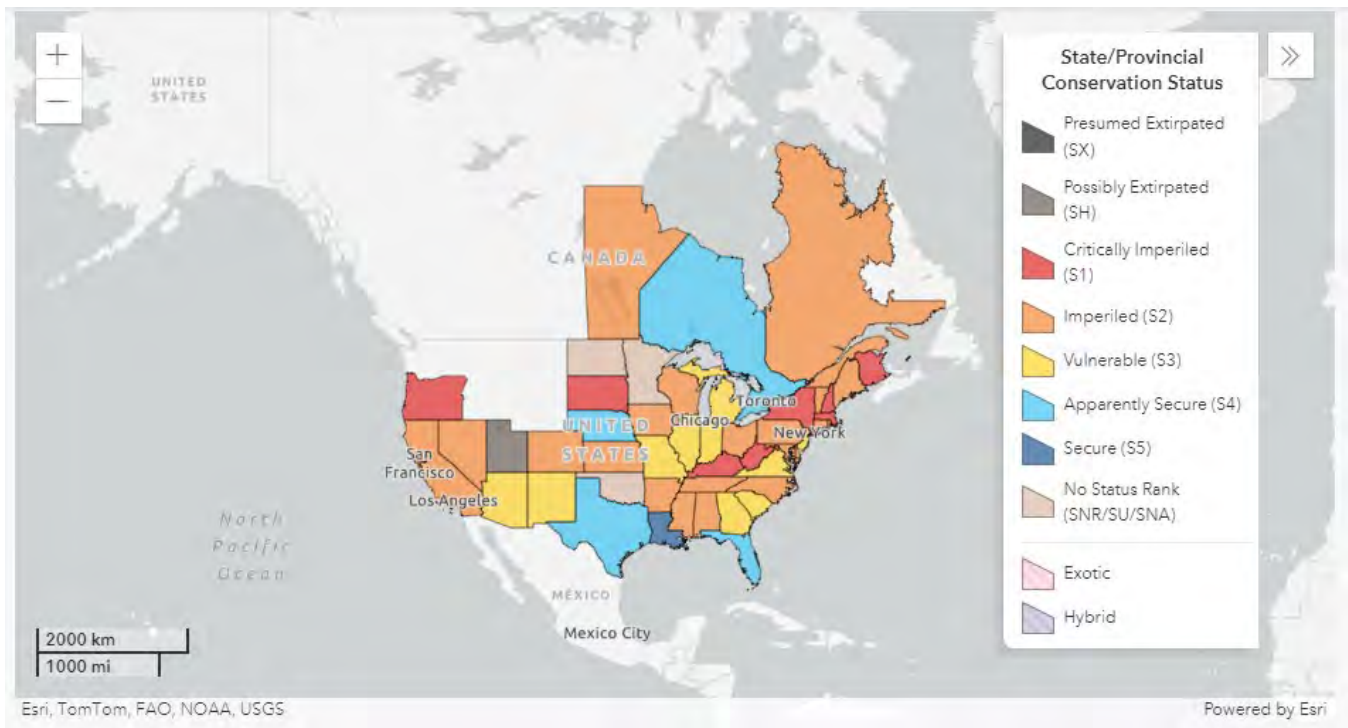 +
−
UNITED
STATES
CANADA
Toronto
Chicago
New York
UNITED
STATES
San
Francisco
Los Angeles
North
Pacific
Ocean
MÉXICO
Mexico City
2000 km
1000 mi
State/Provincial
Conservation Status
Presumed Extirpated
(SX)
Possibly Extirpated
(SH)
Critically Imperiled
(S1)
Imperiled (S2)
Vulnerable (S3)
Apparently Secure (S4)
Secure (S5)
No Status Rank
(SNR/SU/SNA)
Exotic
Hybrid
Esri, TomTom, FAO, NOAA, USGS
Powered by Esri